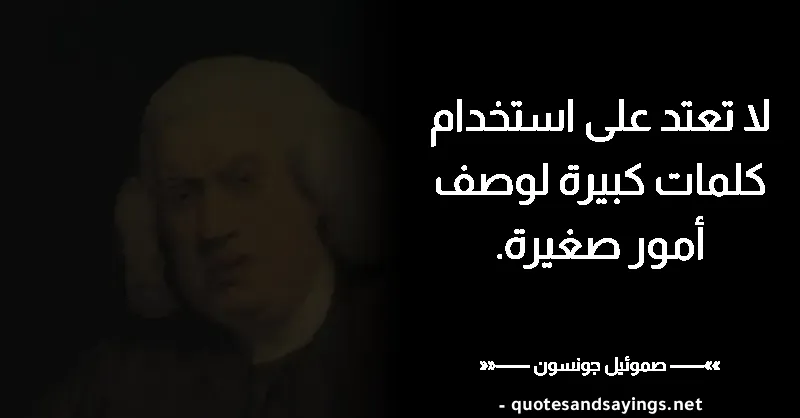 لا تعتد على استخدام
كلمات كبيرة لوصف
أمور صغيرة.
»»—— صموئيل جونسون ——««
- quotesandsayings.net